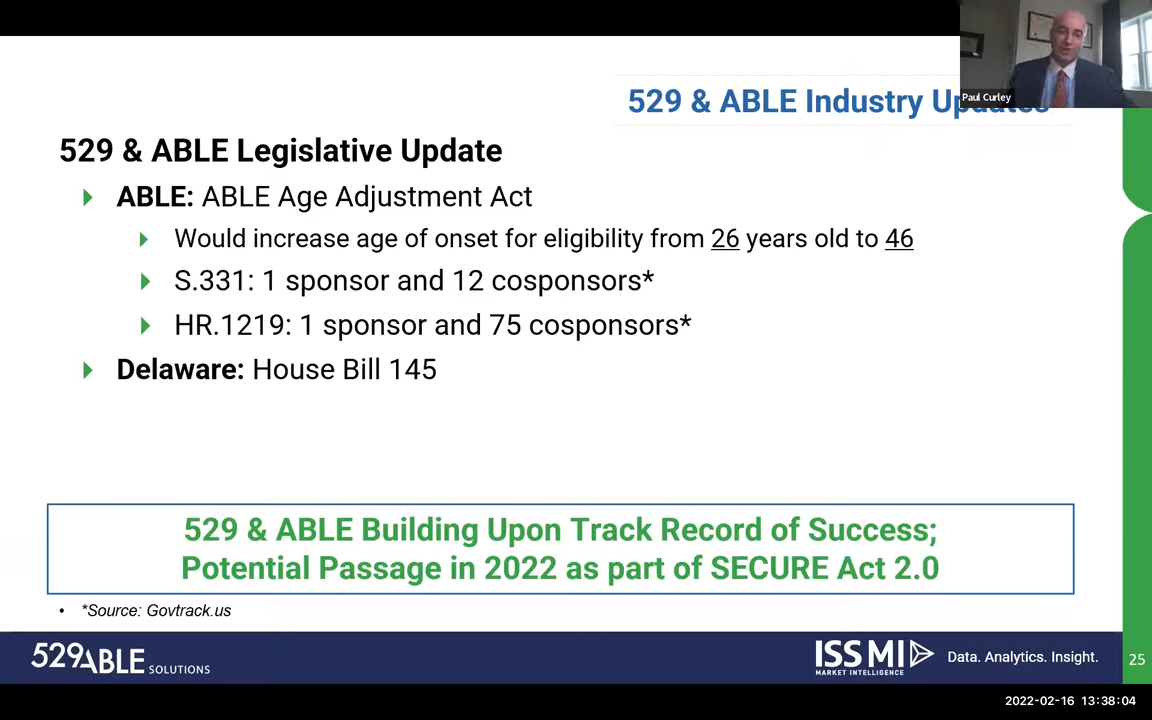 529 & ABLE Industry Updates
Paul Curley
529 & ABLE Legislative Update
ABLE: ABLE Age Adjustment Act
Would increase age of onset for eligibility from 26 years old to 46
S.331: 1 sponsor and 12 cosponsors*
HR.1219: 1 sponsor and 75 cosponsors*
Delaware: House Bill 145
529 & ABLE Building Upon Track Record of Success;
Potential Passage in 2022 as part of SECURE Act 2.0
• *Source: Govtrack.us
529ABLE SOLUTIONS
ISS MI
MARKET INTELLIGENCE
Data. Analytics. Insight.
25
2022-02-16 13:38:04